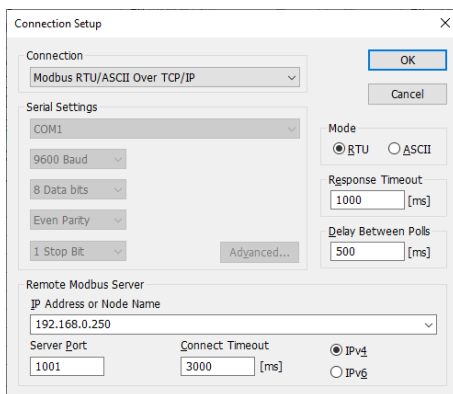 Connection Setup
Connection
Modbus RTU/ASCII Over TCP/IP
OK
Cancel
Serial Settings
COM1
9600 Baud
8 Data bits
Even Parity
1 Stop Bit
Advanced...
Mode
RTU ASCII
Response Timeout
1000 [ms]
Delay Between Polls
500 [ms]
Remote Modbus Server
IP Address or Node Name
192.168.0.250
Server Port Connect Timeout
1001 3000 [ms]
IPv4
IPv6